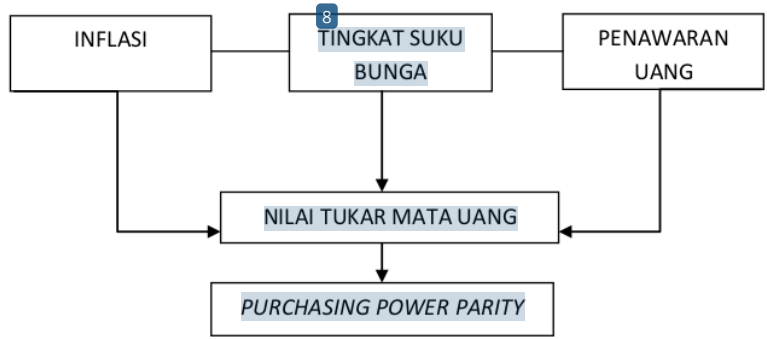 INFLASI
8
TINGKAT SUKU
BUNGA
PENAWARAN
UANG
NILAI TUKAR MATA UANG
PURCHASING POWER PARITY